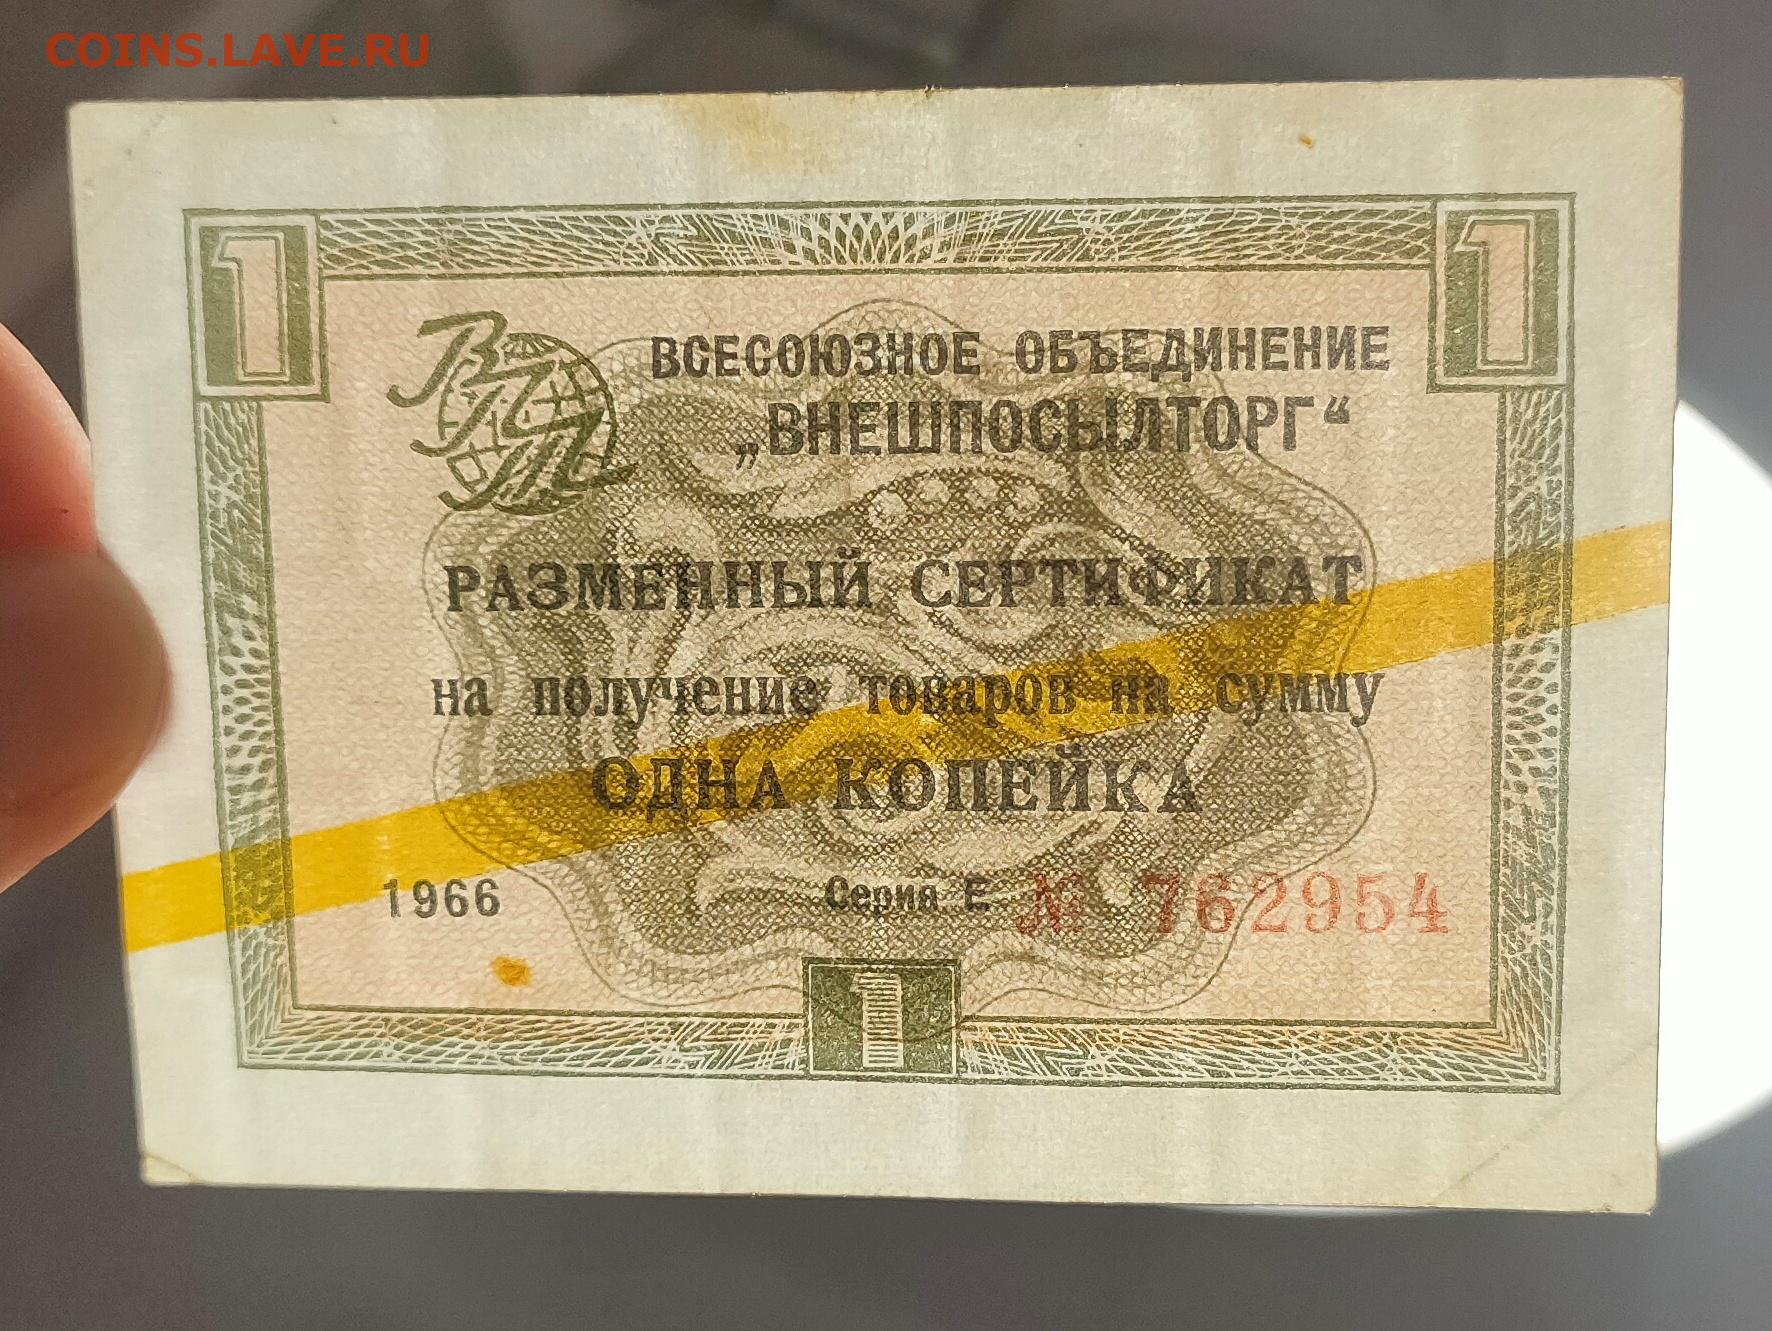 COINS.LAVE.RU
1 1
ВПТ
ВСЕСОЮЗНОЕ ОБЪЕДИНЕНИЕ
„ВНЕШПОСЫЛТОРГ“
РАЗМЕННЫЙ СЕРТИФИКАТ
на получение товаров на сумму
ОДНА КОПЕЙКА
1966 Серия Е № 762954
1